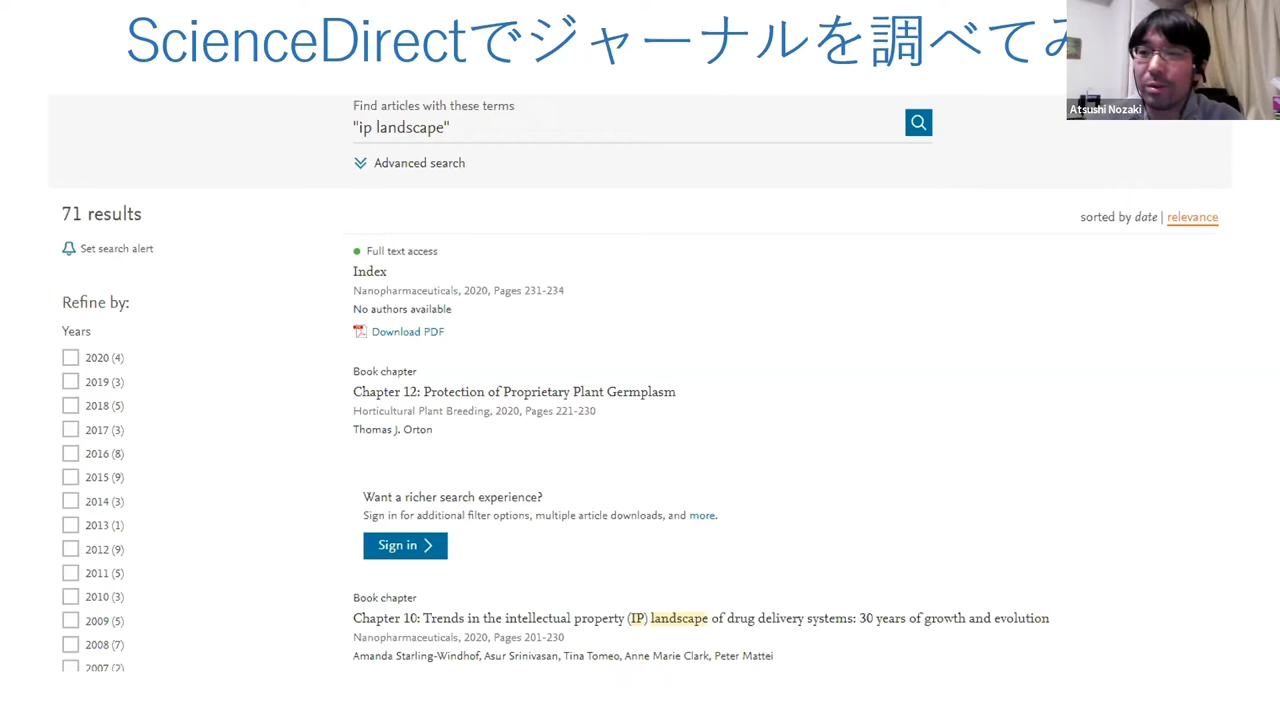 ScienceDirectでジャーナルを調べて
Atsushi Nozaki
Find articles with these terms
"ip landscape"
Advanced search
71 results
sorted by date | relevance
Set search alert
Full text access
Index
Nanopharmaceuticals, 2020, Pages 231-234
No authors available
Download PDF
Refine by:
Years
2020 (4)
2019 (3)
2018 (5)
2017 (3)
2016 (8)
2015 (9)
2014 (3)
2013 (1)
2012 (9)
2011 (5)
2010 (3)
2009 (5)
2008 (7)
2007 (2)
Book chapter
Chapter 12: Protection of Proprietary Plant Germplasm
Horticultural Plant Breeding, 2020, Pages 221-230
Thomas J. Orton
Want a richer search experience?
Sign in for additional filter options, multiple article downloads, and more.
Sign in
Book chapter
Chapter 10: Trends in the intellectual property (IP) landscape of drug delivery systems: 30 years of growth and evolution
Nanopharmaceuticals, 2020, Pages 201-230
Amanda Starling-Windhof, Asur Srinivasan, Tina Tomeo, Anne Marie Clark, Peter Mattei